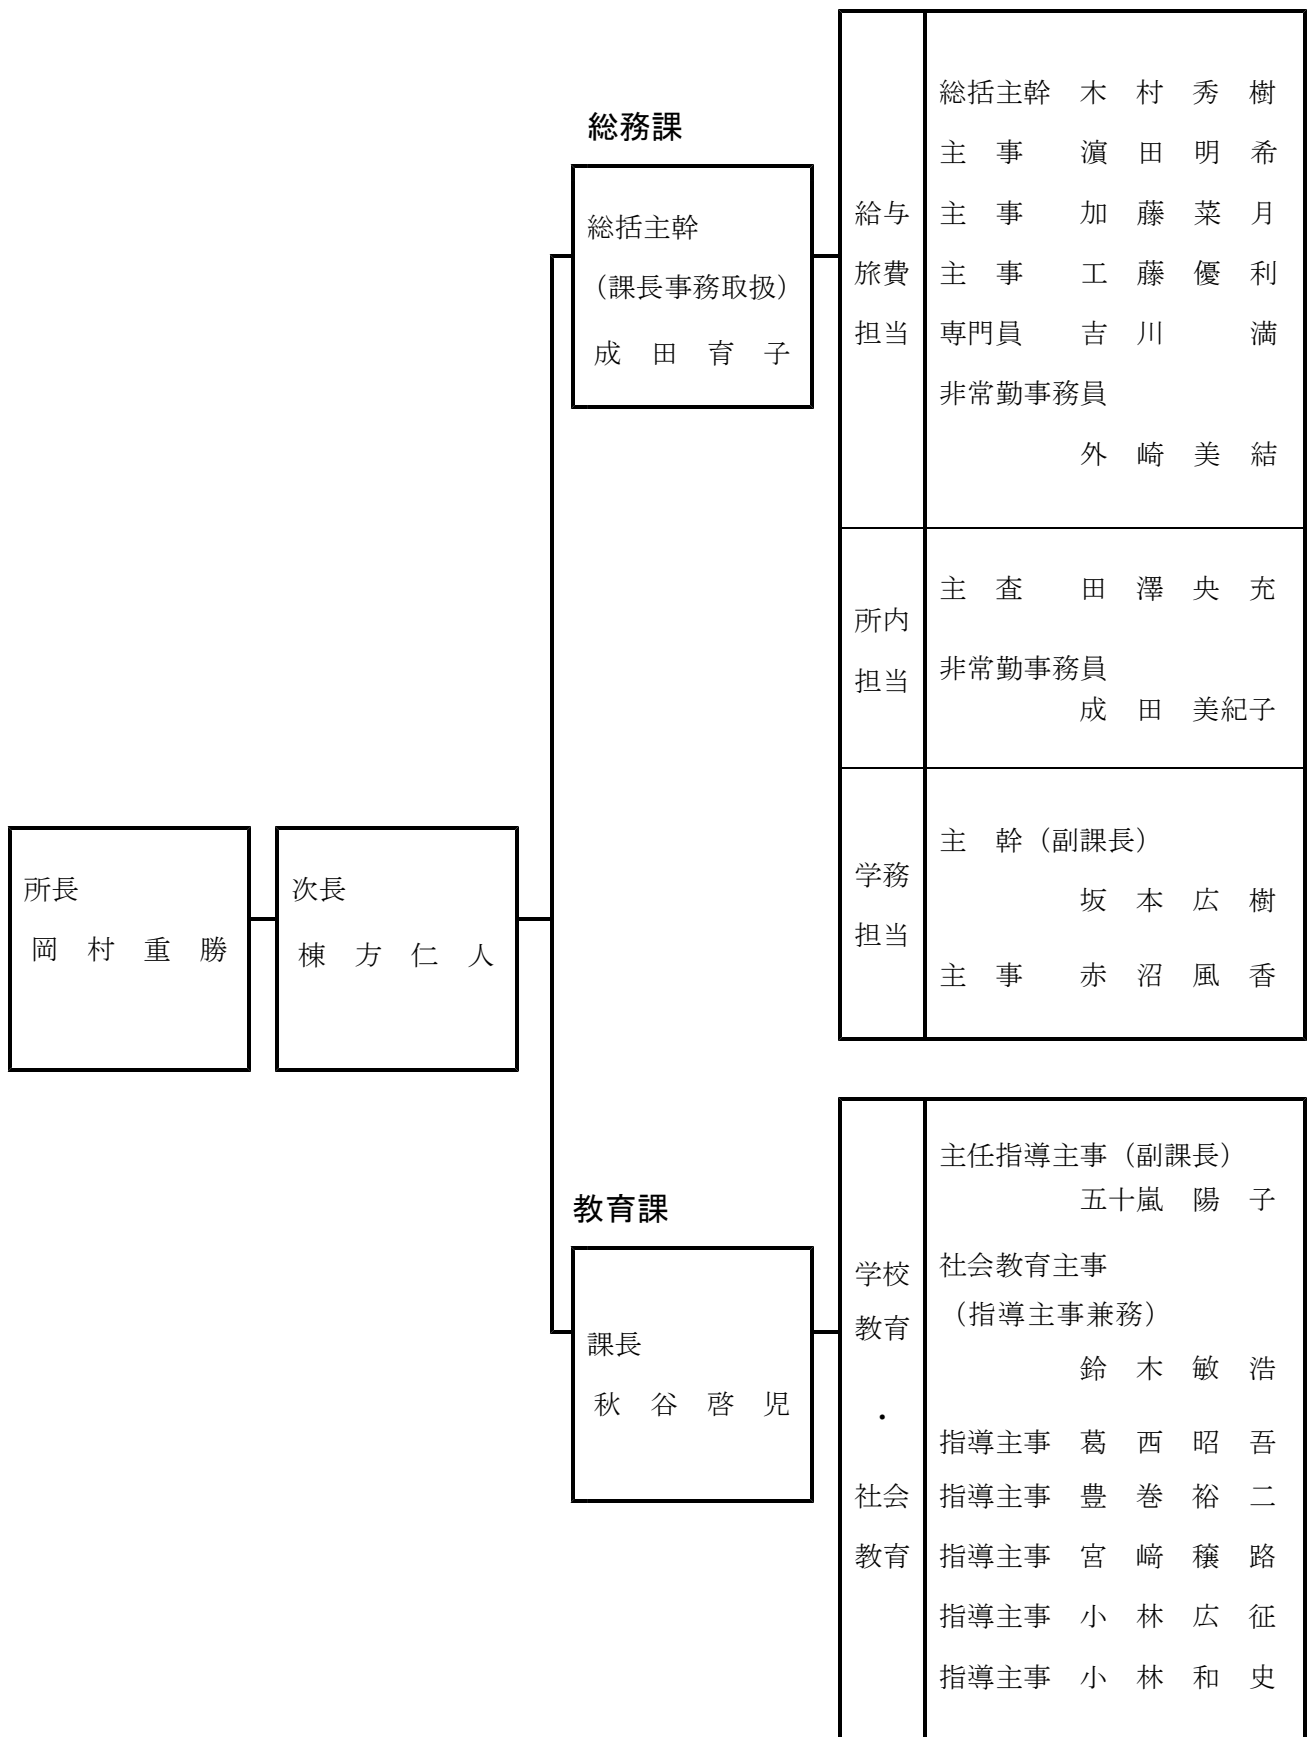 所長
岡村重勝
次長
棟方仁人
総務課
総括主幹
（課長事務取扱）
成田育子
給与
旅費
担当
総括主幹 木村秀樹
主事 濵田明希
主事 加藤菜月
主事 工藤優利
専門員 吉川満
非常勤事務員
外崎美結
所内
担当
主査 田澤央充
非常勤事務員
成田美紀子
学務
担当
主幹（副課長）
坂本広樹
主事 赤沼風香
教育課
課長
秋谷啓児
学校
教育
・
社会
教育
主任指導主事（副課長）
五十嵐陽子
社会教育主事
（指導主事兼務）
鈴木敏浩
指導主事 葛西昭吾
指導主事 豊巻裕二
指導主事 宮﨑穣路
指導主事 小林広征
指導主事 小林和史